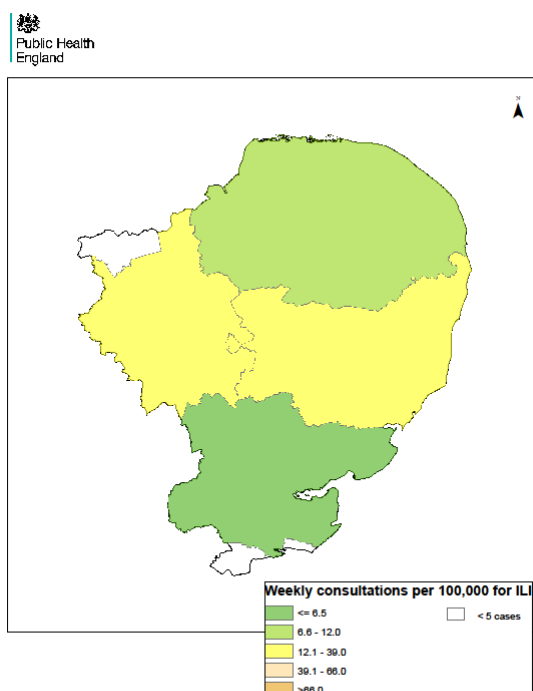 Public Health
England
N
Weekly consultations per 100,000 for ILI
<= 6.5
< 5 cases
6.6 - 12.0
12.1 - 39.0
39.1 - 66.0
>66.0